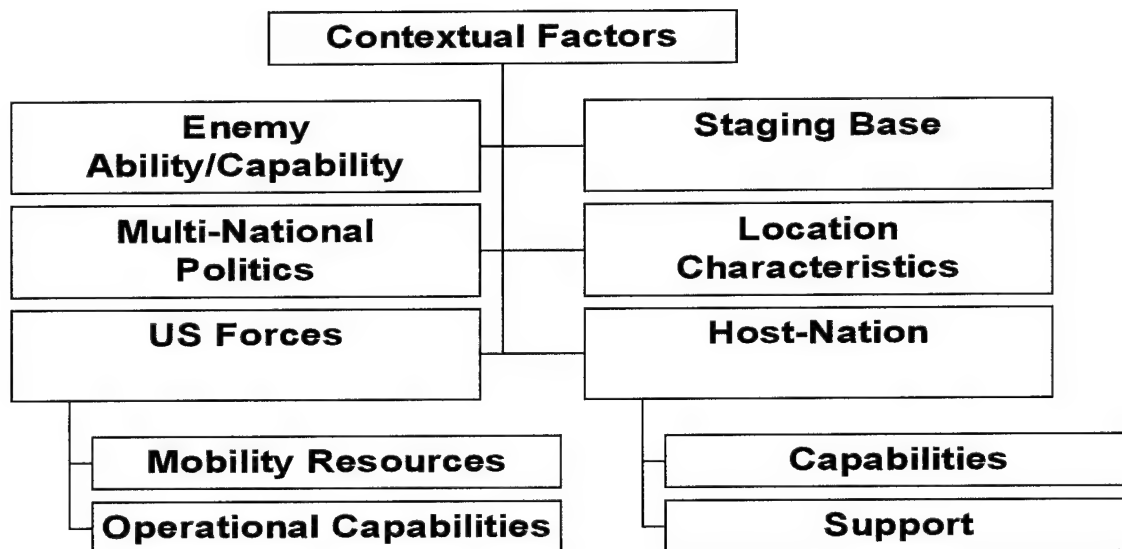 Contextual Factors
Enemy
Ability/Capability
Staging Base
Multi-National
Politics
Location
Characteristics
US Forces
Host-Nation
Mobility Resources
Capabilities
Operational Capabilities
Support